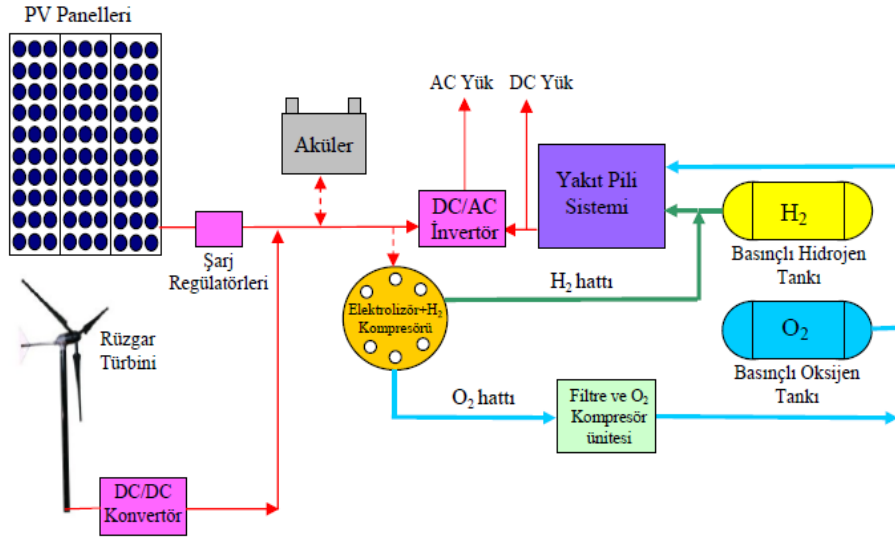 PV Panelleri
AC Yük
DC Yük
Aküler
Yakıt Pili
Sistemi
DC/AC
İnvertör
H₂
Basınçlı Hidrojen
Tankı
Şarj
Regülatörleri
H₂ hattı
Elektrolizör+H₂
Kompresörü
Rüzgar
Türbini
O₂
Basınçlı Oksijen
Tankı
O₂ hattı
Filtre ve O₂
Kompresör
ünitesi
DC/DC
Konvertör